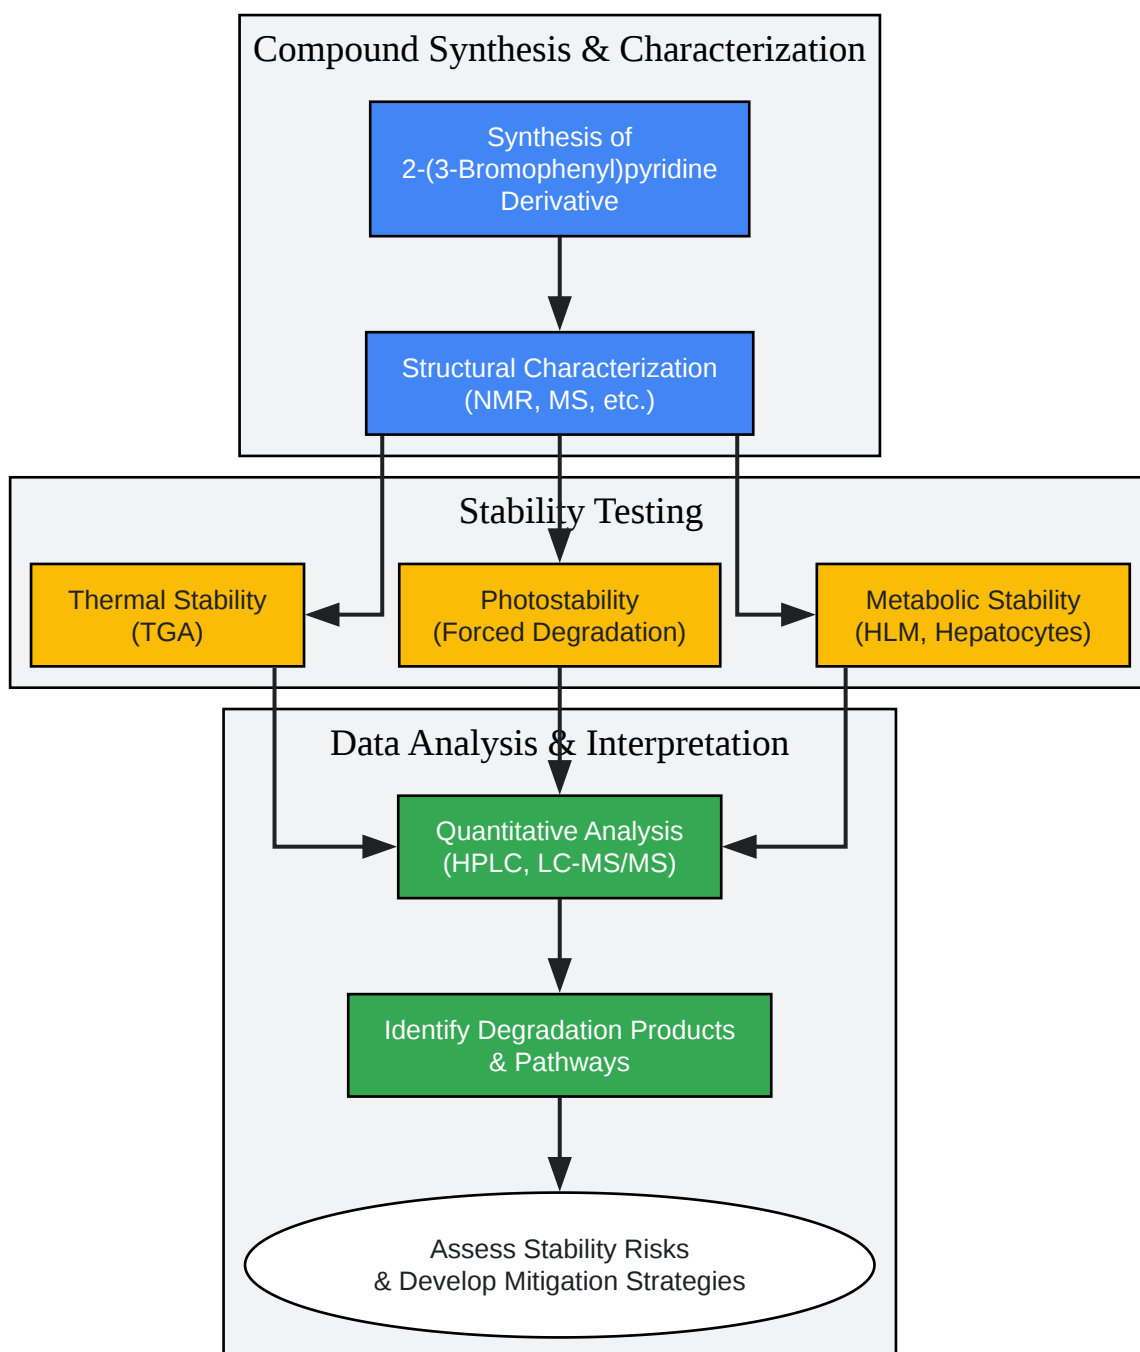 Compound Synthesis & Characterization
Synthesis of
2-(3-Bromophenyl)pyridine
Derivative
Structural Characterization
(NMR, MS, etc.)
Stability Testing
Thermal Stability
(TGA)
Photostability
(Forced Degradation)
Metabolic Stability
(HLM, Hepatocytes)
Data Analysis & Interpretation
Quantitative Analysis
(HPLC, LC-MS/MS)
Identify Degradation Products
& Pathways
Assess Stability Risks
& Develop Mitigation Strategies